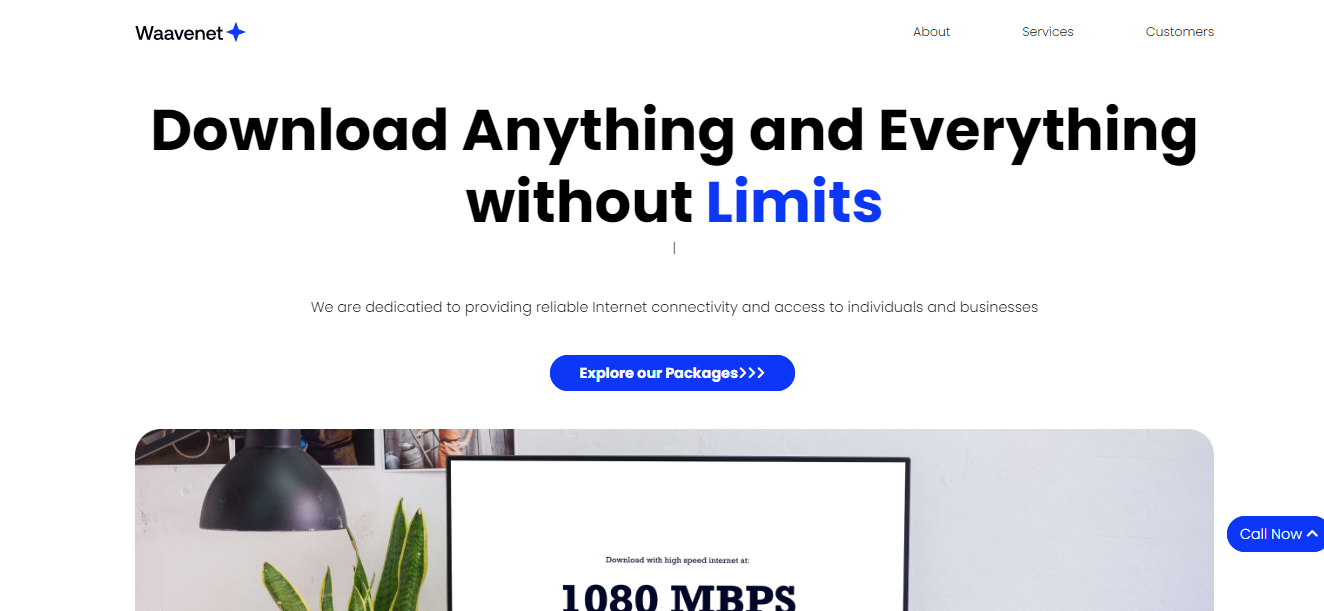 Waavenet
About Services Customers
Download Anything and Everything
without Limits
|
We are dedicatied to providing reliable Internet connectivity and access to individuals and businesses
Explore our Packages>>>
Call Now
Download with high speed internet at:
1080 MBPS